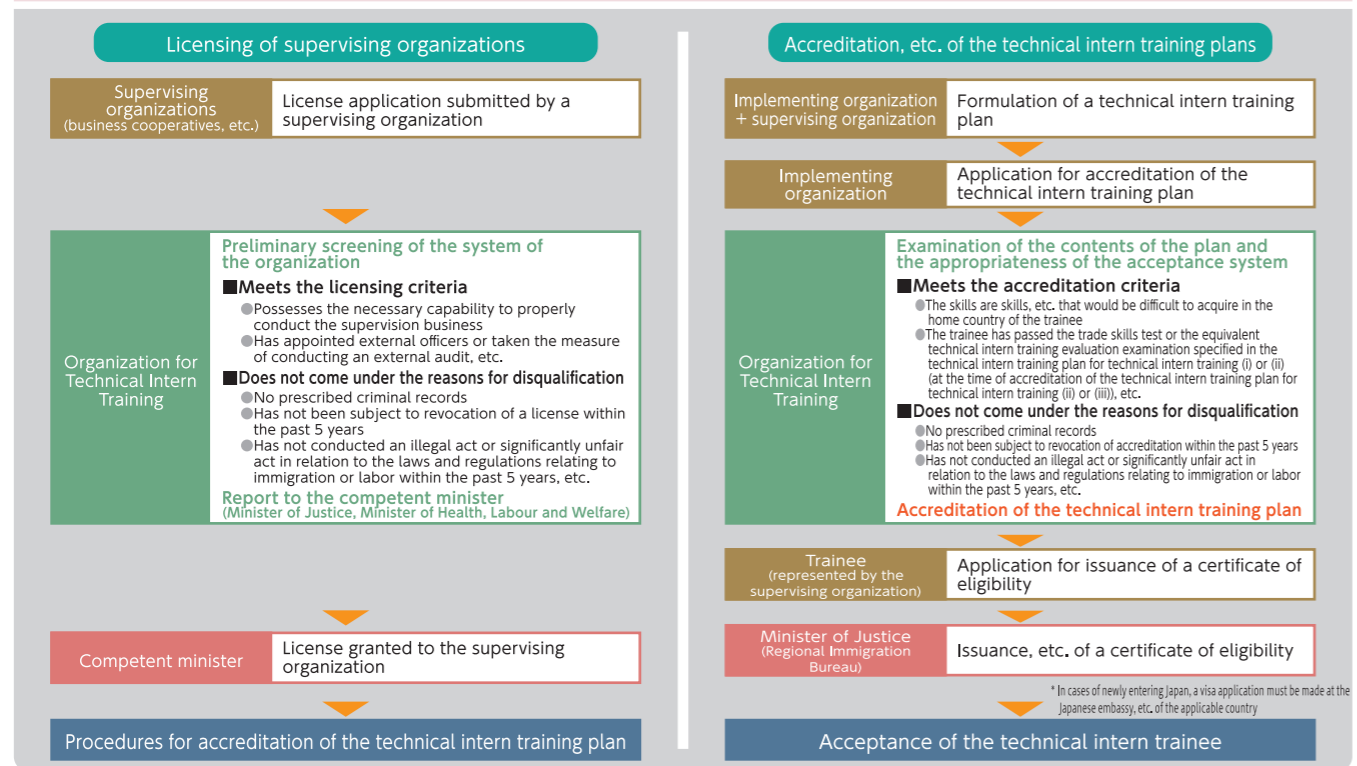 Licensing of supervising organizations
Supervising
organizations
(business cooperatives, etc.)
License application submitted by a
supervising organization
Organization for
Technical Intern
Training
Preliminary screening of the system of
the organization
■Meets the licensing criteria
●Possesses the necessary capability to properly
conduct the supervision business
●Has appointed external officers or taken the measure
of conducting an external audit, etc.
■Does not come under the reasons for disqualification
●No prescribed criminal records
●Has not been subject to revocation of a license within
the past 5 years
●Has not conducted an illegal act or significantly unfair
act in relation to the laws and regulations relating to
immigration or labor within the past 5 years, etc.
Report to the competent minister
(Minister of Justice, Minister of Health, Labour and Welfare)
Competent minister
License granted to the supervising
organization
Procedures for accreditation of the technical intern training plan
Accreditation, etc. of the technical intern training plans
Implementing organization
+ supervising organization
Formulation of a technical intern training
plan
Implementing
organization
Application for accreditation of the
technical intern training plan
Organization for
Technical Intern
Training
Examination of the contents of the plan and
the appropriateness of the acceptance system
■Meets the accreditation criteria
●The skills are skills, etc. that would be difficult to acquire in the
home country of the trainee
●The trainee has passed the trade skills test or the equivalent
technical intern training evaluation examination specified in the
technical intern training plan for technical intern training (i) or (ii)
(at the time of accreditation of the technical intern training plan for
technical intern training (ii) or (iii)), etc.
■Does not come under the reasons for disqualification
●No prescribed criminal records
●Has not been subject to revocation of accreditation within the past 5 years
●Has not conducted an illegal act or significantly unfair act in
relation to the laws and regulations relating to immigration or labor
within the past 5 years, etc.
Accreditation of the technical intern training plan
Trainee
(represented by the
supervising organization)
Application for issuance of a certificate of
eligibility
Minister of Justice
(Regional Immigration
Bureau)
Issuance, etc. of a certificate of eligibility
* In cases of newly entering Japan, a visa application must be made at the
Japanese embassy, etc. of the applicable country
Acceptance of the technical intern trainee